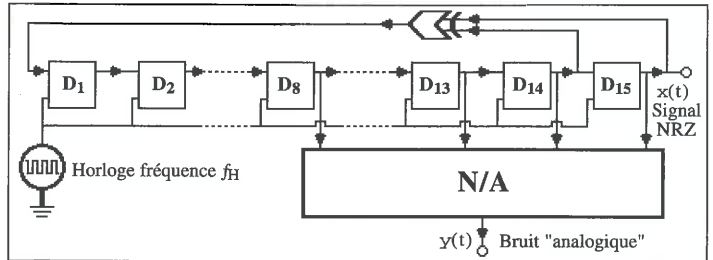 D1 D2 D8 D13 D14 D15
x(t)
Signal
NRZ
Horloge fréquence fH
N/A
y(t) Bruit "analogique"